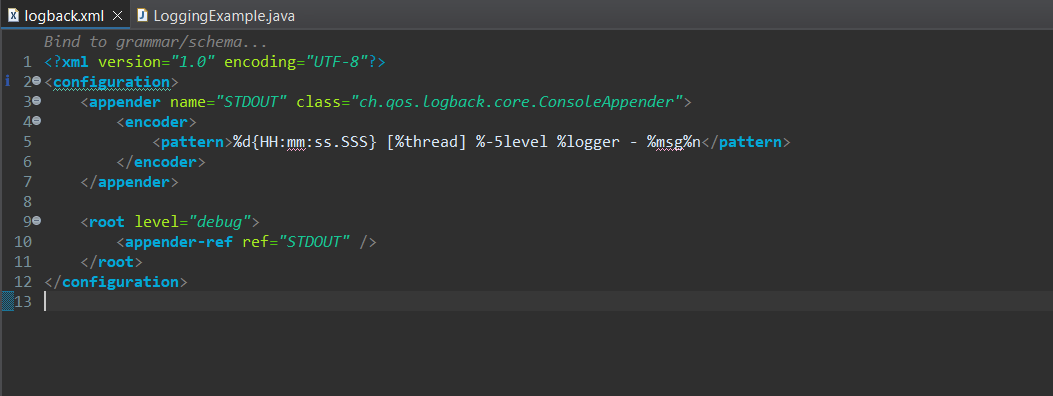 logback.xml LoggingExample.java
Bind to grammar/schema...
1 <?xml version="1.0" encoding="UTF-8"?>
2 <configuration>
3     <appender name="STDOUT" class="ch.qos.logback.core.ConsoleAppender">
4         <encoder>
5             <pattern>%d{HH:mm:ss.SSS} [%thread] %-5level %logger - %msg%n</pattern>
6         </encoder>
7     </appender>
8
9     <root level="debug">
10         <appender-ref ref="STDOUT" />
11     </root>
12 </configuration>
13